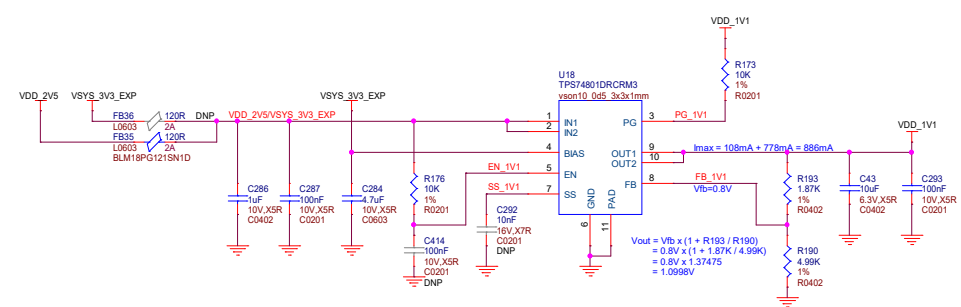 VDD_1V1
R173
10K
1%
R0201
U18
TPS74801DRCRM3
vson10_0d5_3x3x1mm
VDD_2V5
VSYS_3V3_EXP
VSYS_3V3_EXP
FB36
120R
DNP
L0603
2A
FB35
120R
L0603
2A
BLM18PG121SN1D
VDD_2V5/VSYS_3V3_EXP
1
IN1
2
IN2
PG
3
PG_1V1
4
BIAS
OUT1
9
OUT2
10
Imax = 108mA + 778mA = 886mA
VDD_1V1
EN_1V1
5
EN
SS_1V1
7
SS
FB
8
FB_1V1
Vfb=0.8V
GND
PAD
6
11
C286
1uF
10V,X5R
C0402
C287
100nF
10V,X5R
C0201
C284
4.7uF
10V,X5R
C0603
R176
10K
1%
R0201
C414
100nF
10V,X5R
C0201
DNP
C292
10nF
16V,X7R
C0201
DNP
R193
1.87K
1%
R0402
C43
10uF
6.3V,X5R
C0402
C293
100nF
10V,X5R
C0201
Vout = Vfb x (1 + R193 / R190)
= 0.8V x (1 + 1.87K / 4.99K)
= 0.8V x 1.37475
= 1.0998V
R190
4.99K
1%
R0402